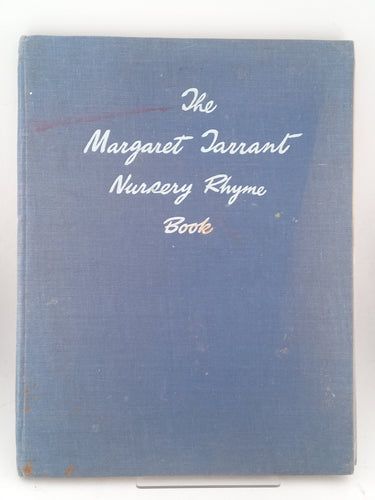 The
Margaret Tarrant
Nursery Rhyme
Book